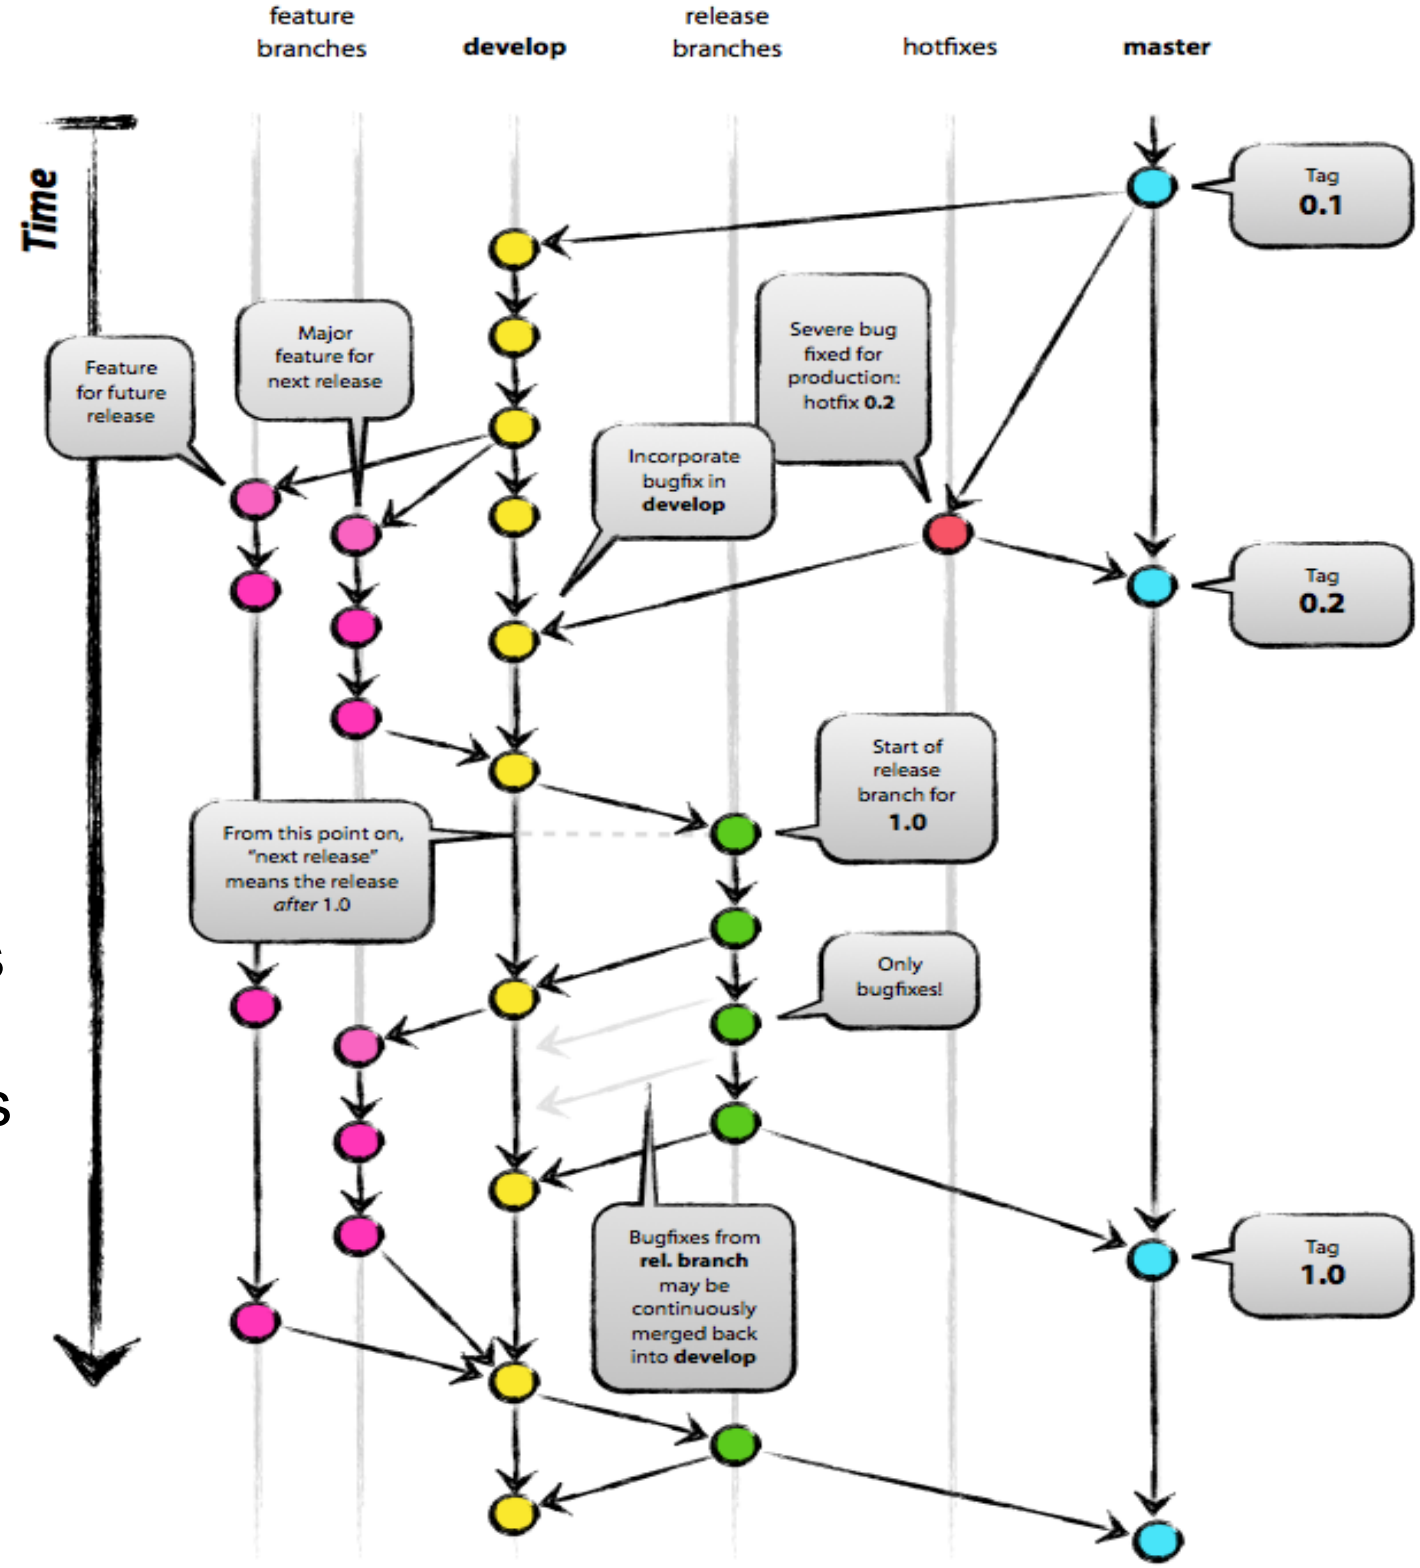 feature
branches
develop
release
branches
hotfixes
master
Time
Tag
0.1
Major
feature for
next release
Severe bug
fixed for
production:
hotfix 0.2
Feature
for future
release
Incorporate
bugfix in
develop
Tag
0.2
Start of
release
branch for
1.0
From this point on,
“next release”
means the release
after 1.0
Only
bugfixes!
s
s
Bugfixes from
rel. branch
may be
continuously
merged back
into develop
Tag
1.0